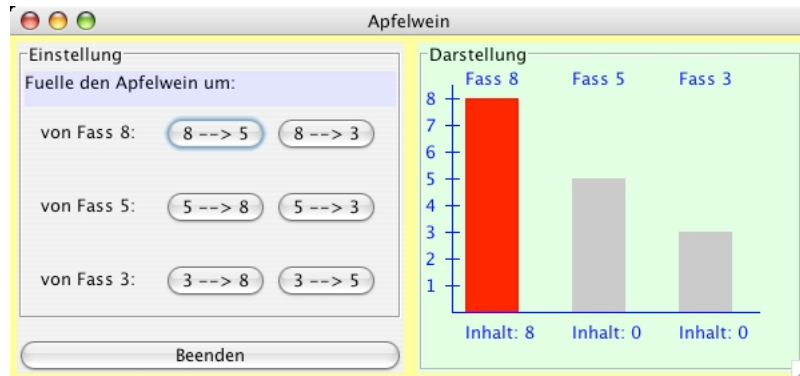 Apfelwein
Einstellung
Fuelle den Apfelwein um:
von Fass 8:
8 --> 5
8 --> 3
von Fass 5:
5 --> 8
5 --> 3
von Fass 3:
3 --> 8
3 --> 5
Beenden
Darstellung
Fass 8 Fass 5 Fass 3
8
7
6
5
4
3
2
1
Inhalt: 8 Inhalt: 0 Inhalt: 0